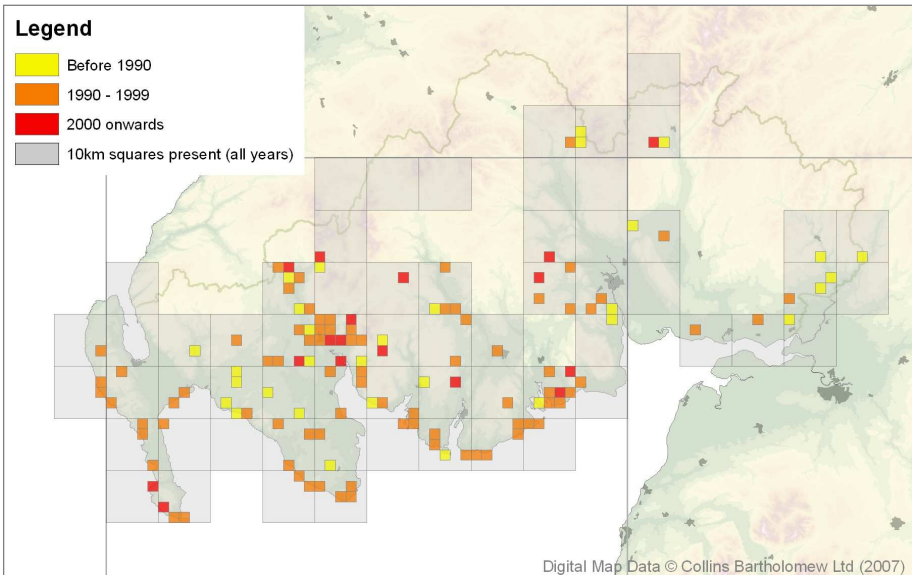 Legend
Before 1990
1990 - 1999
2000 onwards
10km squares present (all years)
Digital Map Data © Collins Bartholomew Ltd (2007)